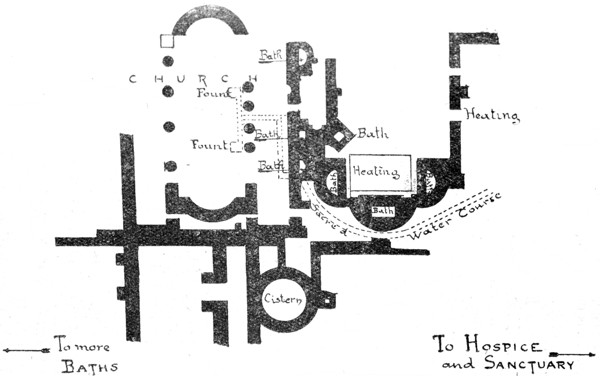 Bath
CHURCH
Fount
Heating
Bath
Bath
Fount
Bath
Heating
Bath
Bath
Sacred Water Course
Cistern
To more
BATHS
To HOSPICE
and SANCTUARY